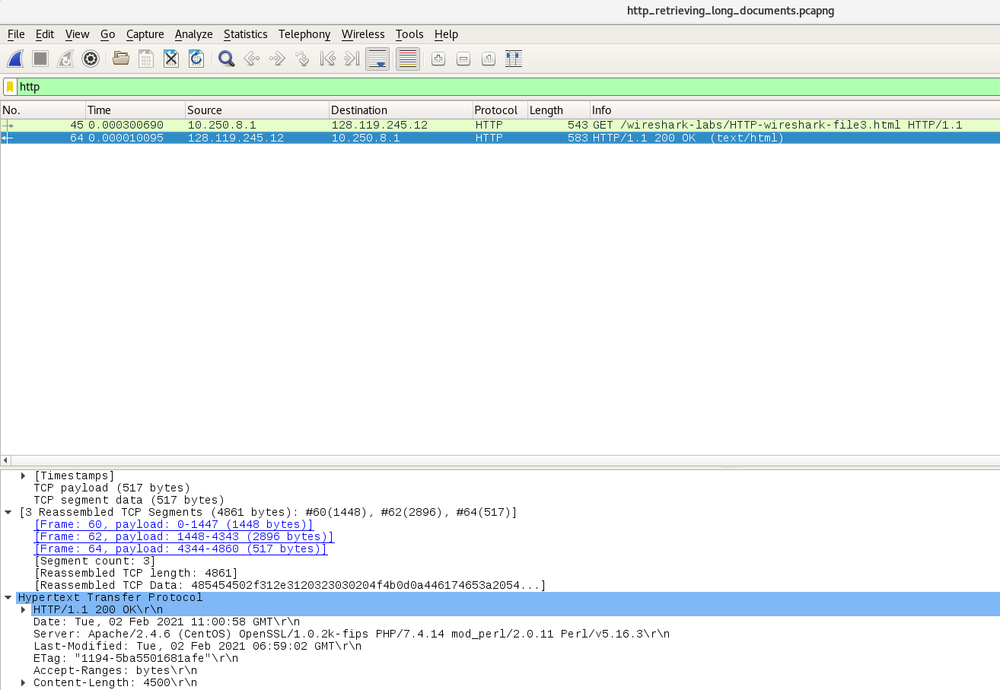 http_retrieving_long_documents.pcapng
File Edit View Go Capture Analyze Statistics Telephony Wireless Tools Help
http
No. Time Source Destination Protocol Length Info
45 0.000300690 10.250.8.1 128.119.245.12 HTTP 543 GET /wireshark-labs/HTTP-wireshark-file3.html HTTP/1.1
64 0.000010095 128.119.245.12 10.250.8.1 HTTP 583 HTTP/1.1 200 OK (text/html)
[Timestamps]
TCP payload (517 bytes)
TCP segment data (517 bytes)
[3 Reassembled TCP Segments (4861 bytes): #60(1448), #62(2896), #64(517)]
[Frame: 60, payload: 0-1447 (1448 bytes)]
[Frame: 62, payload: 1448-4343 (2896 bytes)]
[Frame: 64, payload: 4344-4860 (517 bytes)]
[Segment count: 3]
[Reassembled TCP length: 4861]
[Reassembled TCP Data: 485454502f312e3120323030204f4b0d0a446174653a2054...]
Hypertext Transfer Protocol
HTTP/1.1 200 OK\r\n
Date: Tue, 02 Feb 2021 11:00:58 GMT\r\n
Server: Apache/2.4.6 (CentOS) OpenSSL/1.0.2k-fips PHP/7.4.14 mod_perl/2.0.11 Perl/v5.16.3\r\n
Last-Modified: Tue, 02 Feb 2021 06:59:02 GMT\r\n
ETag: "1194-5ba5501681afe"\r\n
Accept-Ranges: bytes\r\n
Content-Length: 4500\r\n